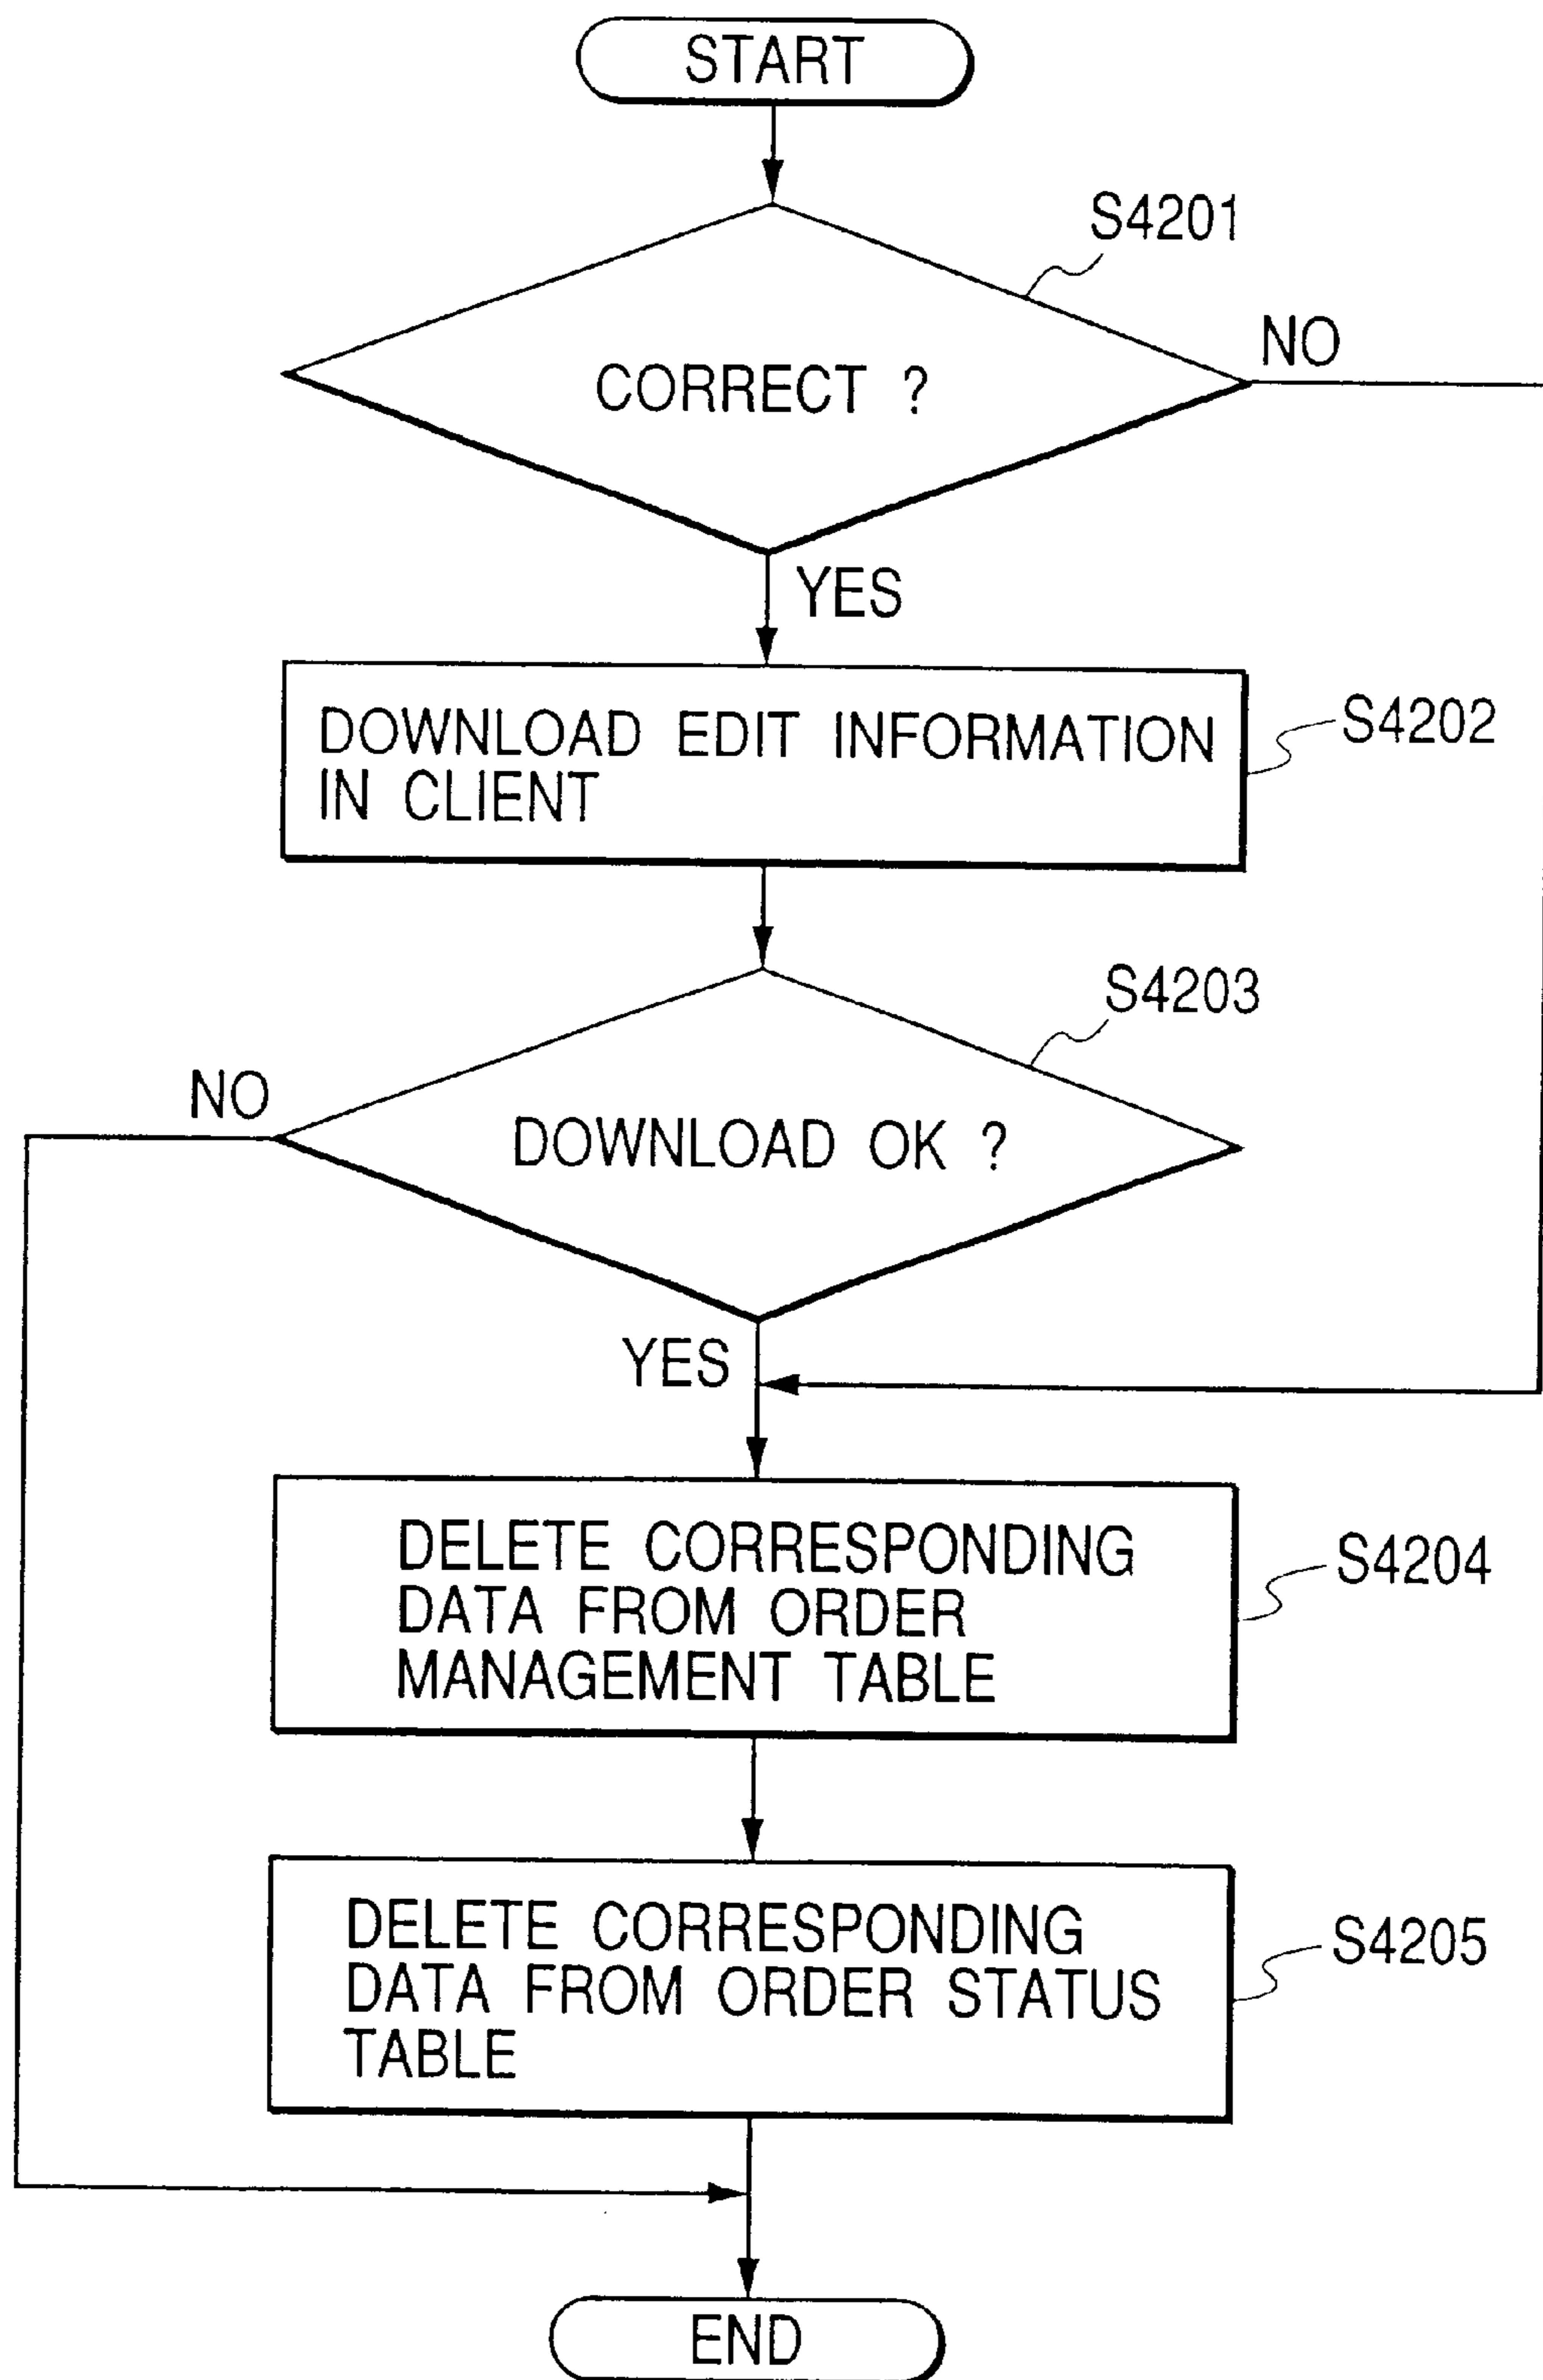 START
S4201
NO
CORRECT ?
YES
DOWNLOAD EDIT INFORMATION
IN CLIENT
S4202
S4203
NO
DOWNLOAD OK ?
YES
DELETE CORRESPONDING
DATA FROM ORDER
MANAGEMENT TABLE
S4204
DELETE CORRESPONDING
DATA FROM ORDER STATUS
TABLE
S4205
END